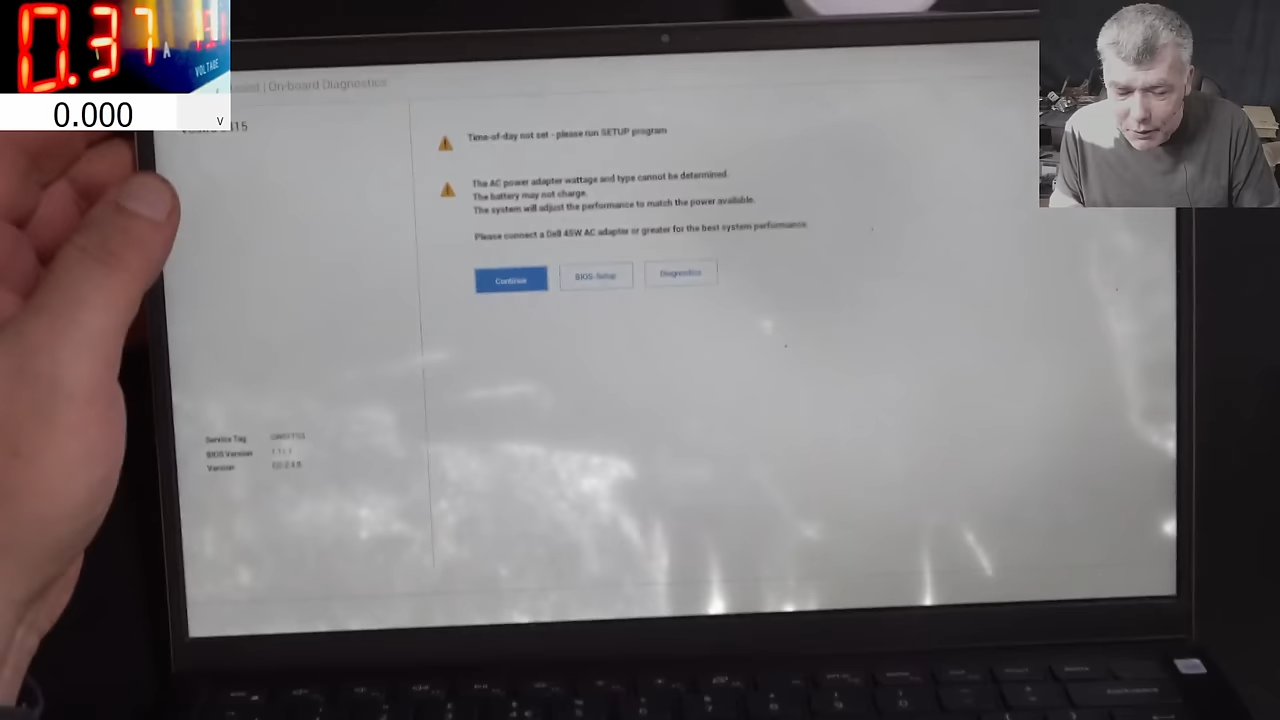 0.37 A
VOLTAGE
0.000 V
| On-board Diagnostics
Time-of-day not set - please run SETUP program
The AC power adapter wattage and type cannot be determined.
The battery may not charge.
The system will adjust the performance to match the power available.
Please connect a Dell 45W AC adapter or greater for the best system performance.
Continue
BIOS-Setup
Diagnostics
Service Tag
BIOS Version
Version